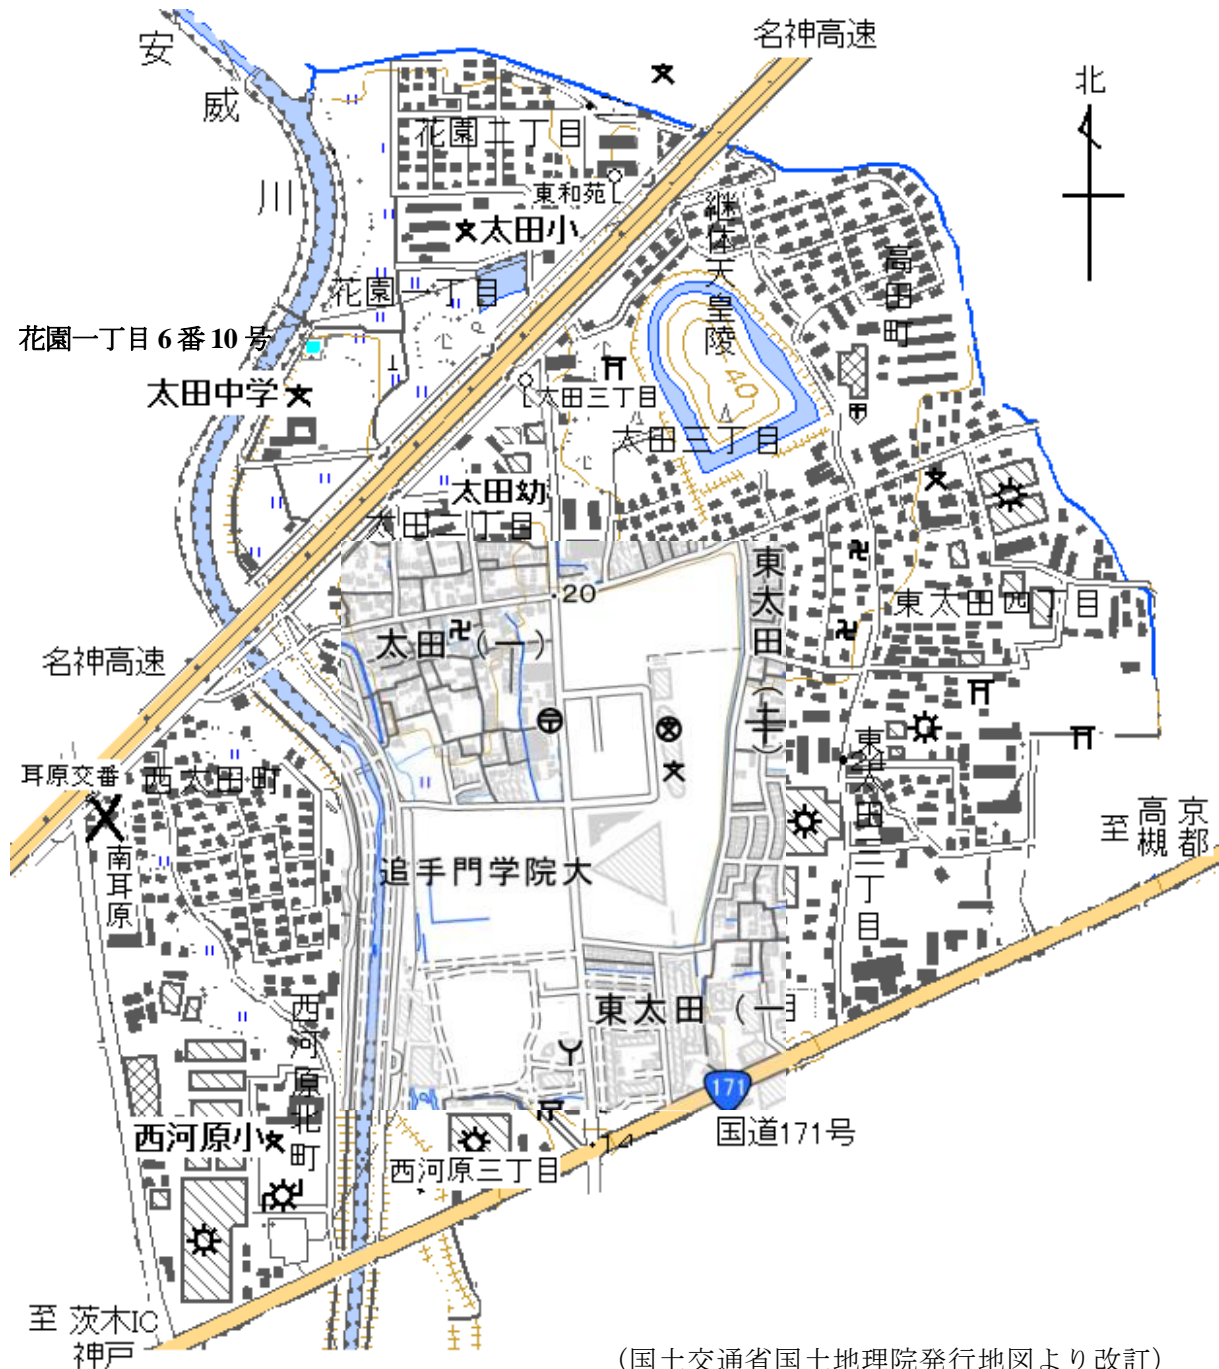 名神高速
安威川
北
花園二丁目
東和苑
太田小
継体天皇陵
高田町
花園一丁目
花園一丁目6番10号
太田中学
40
太田三丁目
太田三丁目
太田幼
太田二丁目
東太田(十)
20
太田(一)
東太田四丁目
名神高速
耳原交番
西太田町
24
東太田三丁目
至 高槻 京都
南耳原
追手門学院大
西河原北町
東太田(一
目
171
国道171号
西河原小
14
西河原三丁目
至 茨木IC
神戸
(国土交通省国土地理院発行地図より改訂)